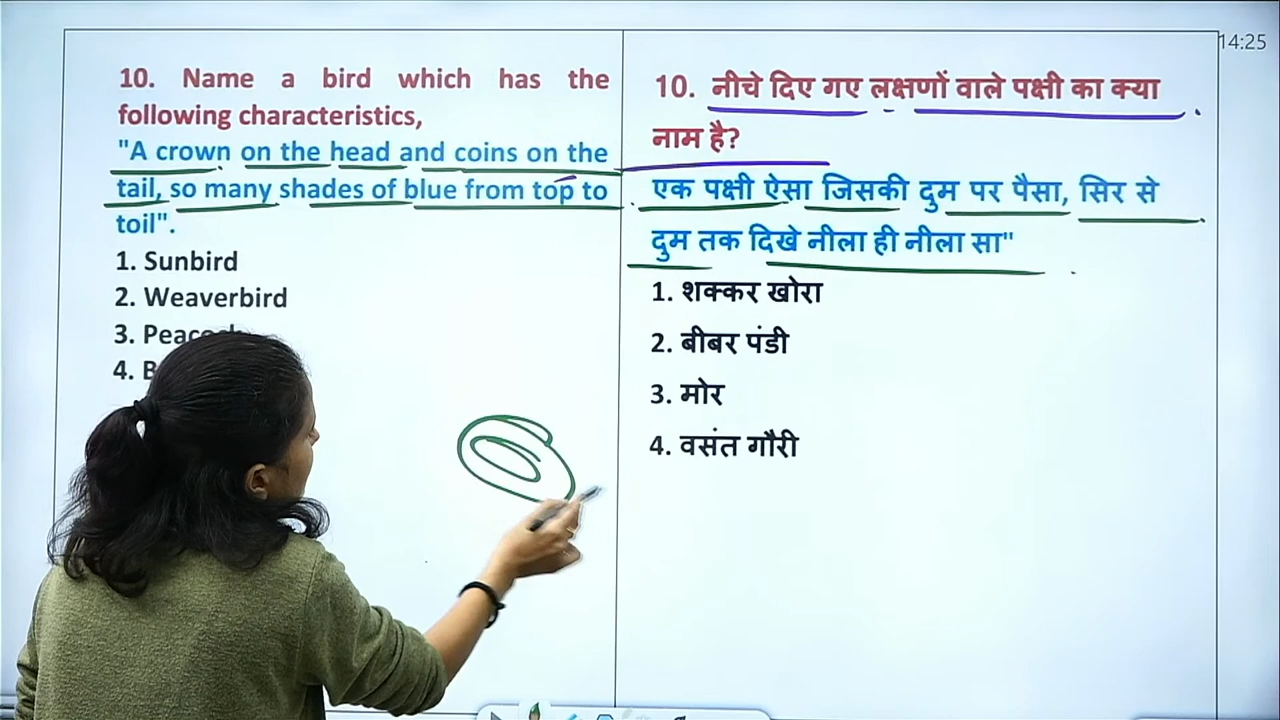 14:25
10. Name a bird which has the
following characteristics,
"A crown on the head and coins on the
tail, so many shades of blue from top to
toil".
1. Sunbird
2. Weaverbird
3.
4.
10. नीचे दिए गए लक्षणों वाले पक्षी का क्या
नाम है?
एक पक्षी ऐसा जिसकी दुम पर पैसा, सिर से
दुम तक दिखे नीला ही नीला सा"
1. शक्कर खोरा
2. बीबर पंडी
3. मोर
4. वसंत गौरी